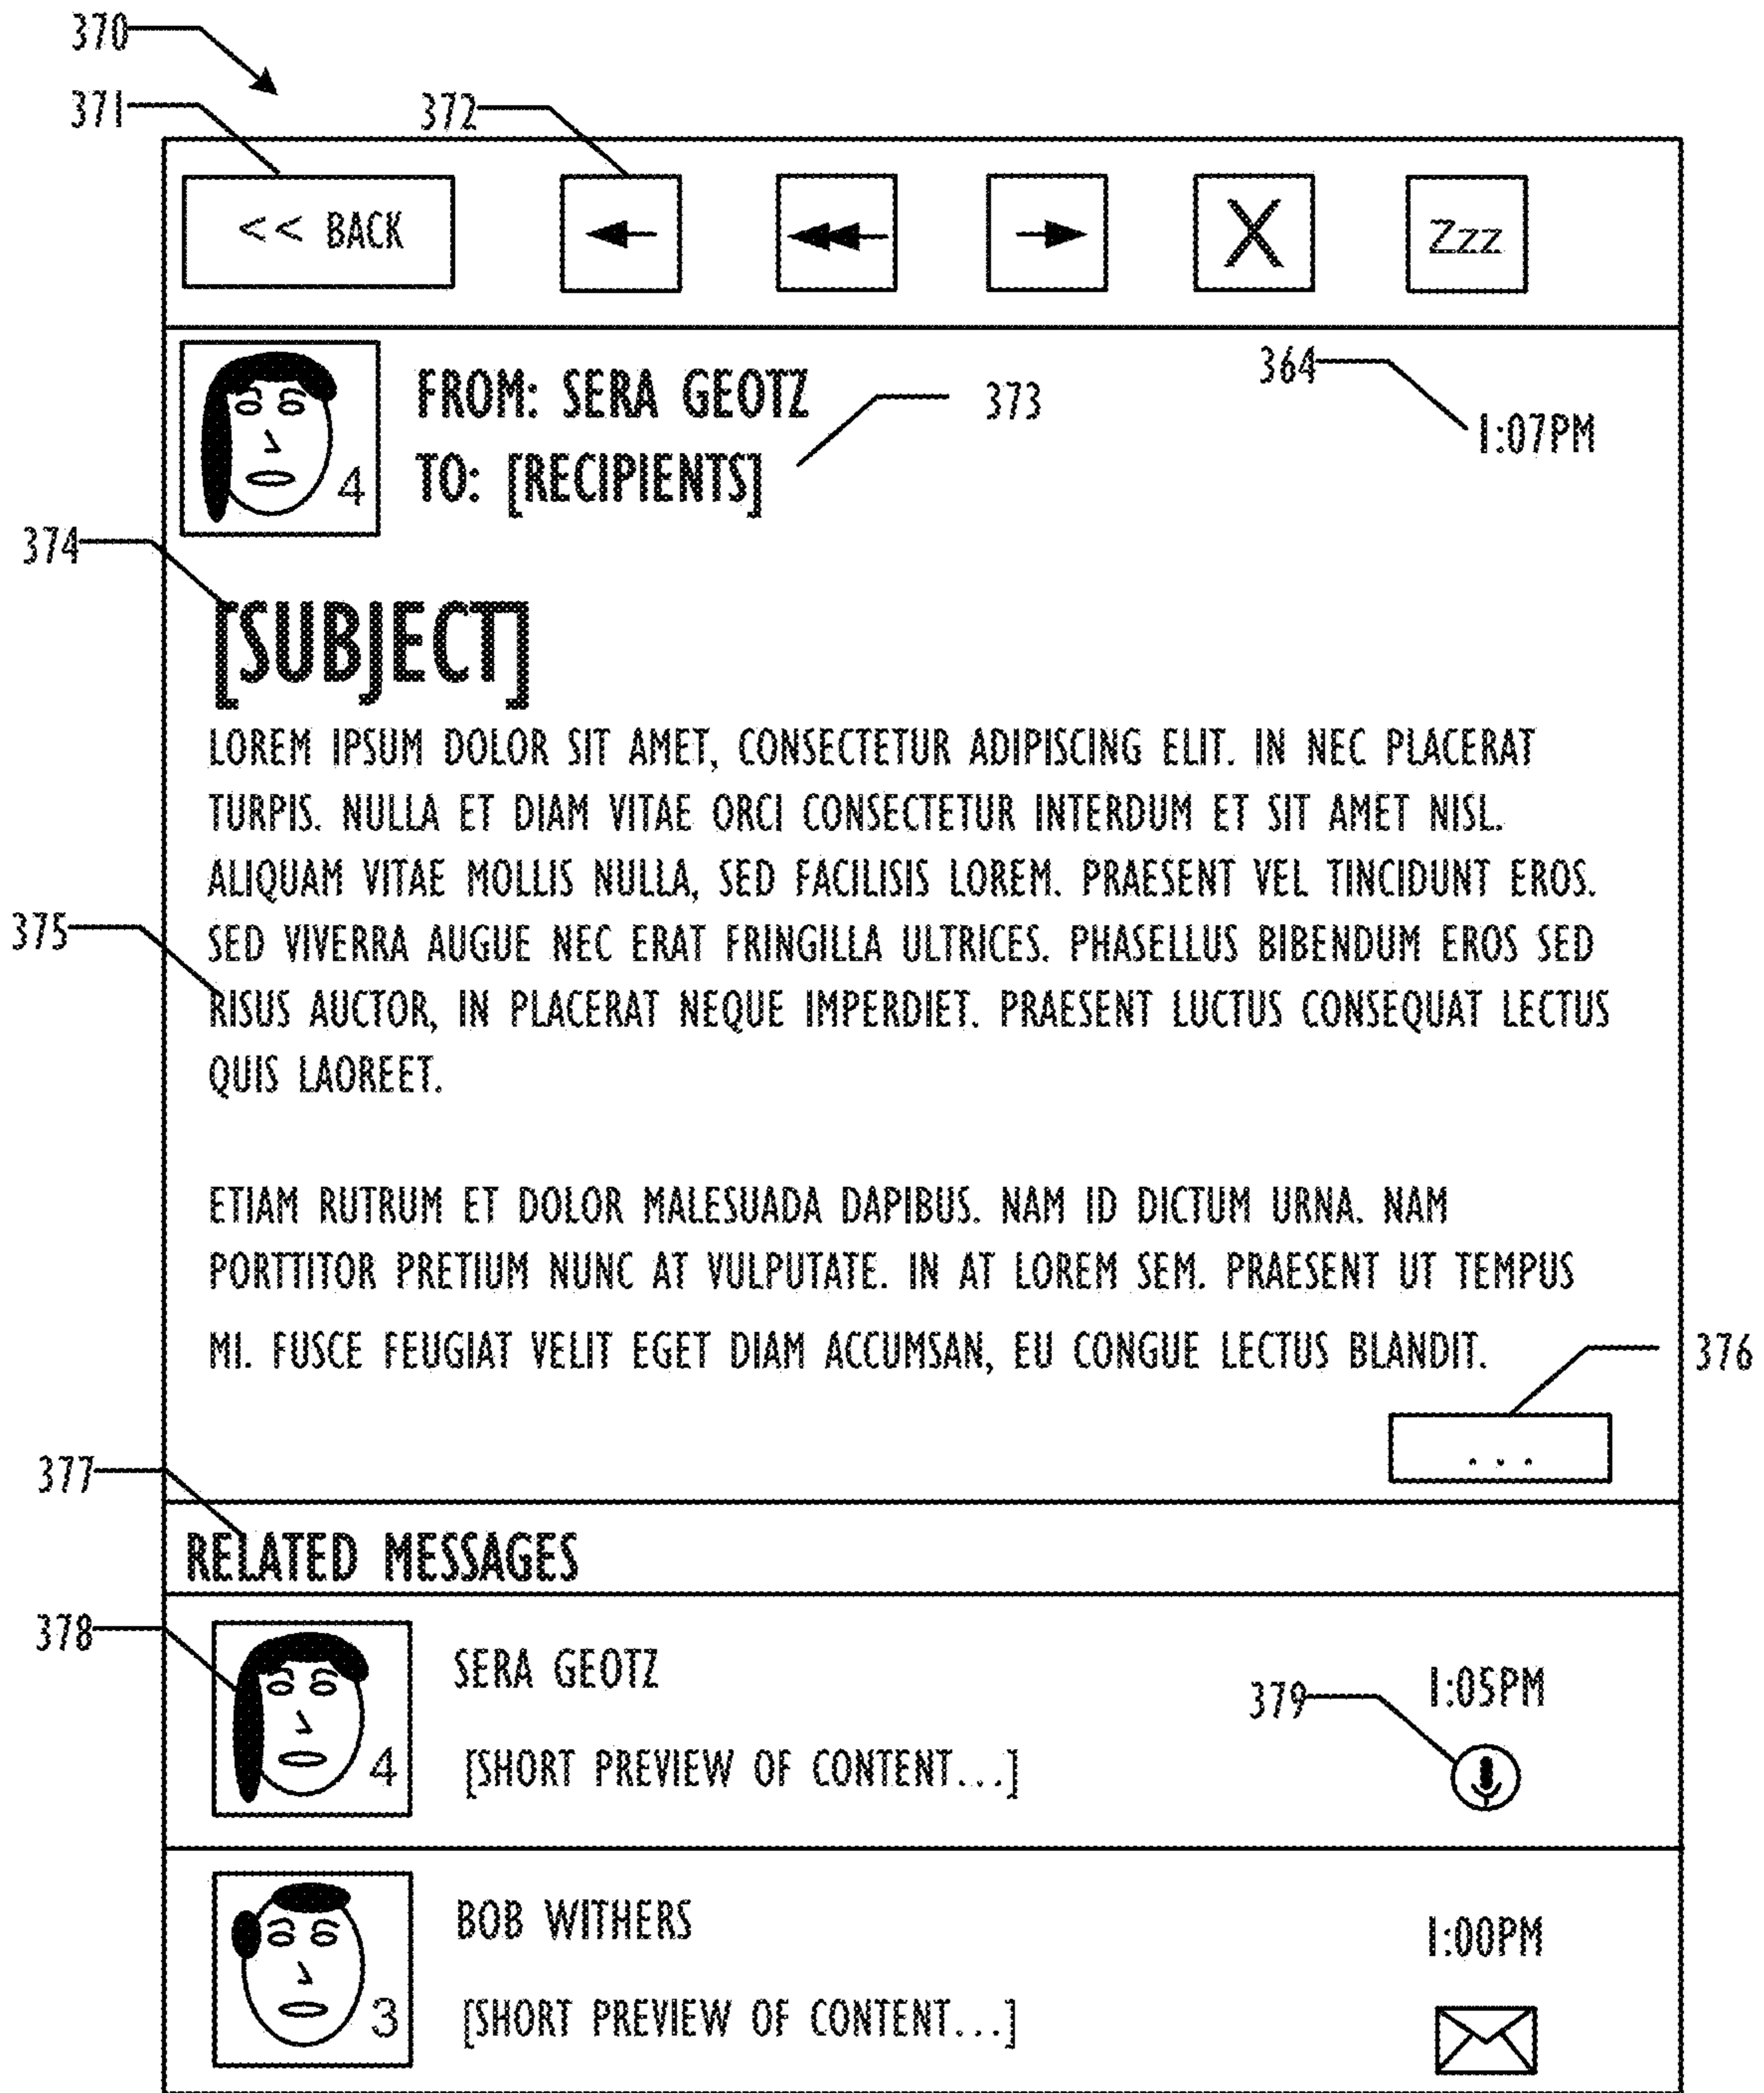 370
371
372
<< BACK
X
Zzz
FROM: SERA GEOTZ
373
364
1:07PM
TO: [RECIPIENTS]
4
374
[SUBJECT]
LOREM IPSUM DOLOR SIT AMET, CONSECTETUR ADIPISCING ELIT. IN NEC PLACERAT
TURPIS. NULLA ET DIAM VITAE ORCI CONSECTETUR INTERDUM ET SIT AMET NISL.
ALIQUAM VITAE MOLLIS NULLA, SED FACILISIS LOREM. PRAESENT VEL TINCIDUNT EROS.
375
SED VIVERRA AUGUE NEC ERAT FRINGILLA ULTRICES. PHASELLUS BIBENDUM EROS SED
RISUS AUCTOR, IN PLACERAT NEQUE IMPERDIET. PRAESENT LUCTUS CONSEQUAT LECTUS
QUIS LAOREET.
ETIAM RUTRUM ET DOLOR MALESUADA DAPIBUS. NAM ID DICTUM URNA. NAM
PORTTITOR PRETIUM NUNC AT VULPUTATE. IN AT LOREM SEM. PRAESENT UT TEMPUS
MI. FUSCE FEUGIAT VELIT EGET DIAM ACCUMSAN, EU CONGUE LECTUS BLANDIT.
376
...
377
RELATED MESSAGES
378
SERA GEOTZ
379
1:05PM
4
[SHORT PREVIEW OF CONTENT...]
BOB WITHERS
1:00PM
3
[SHORT PREVIEW OF CONTENT...]